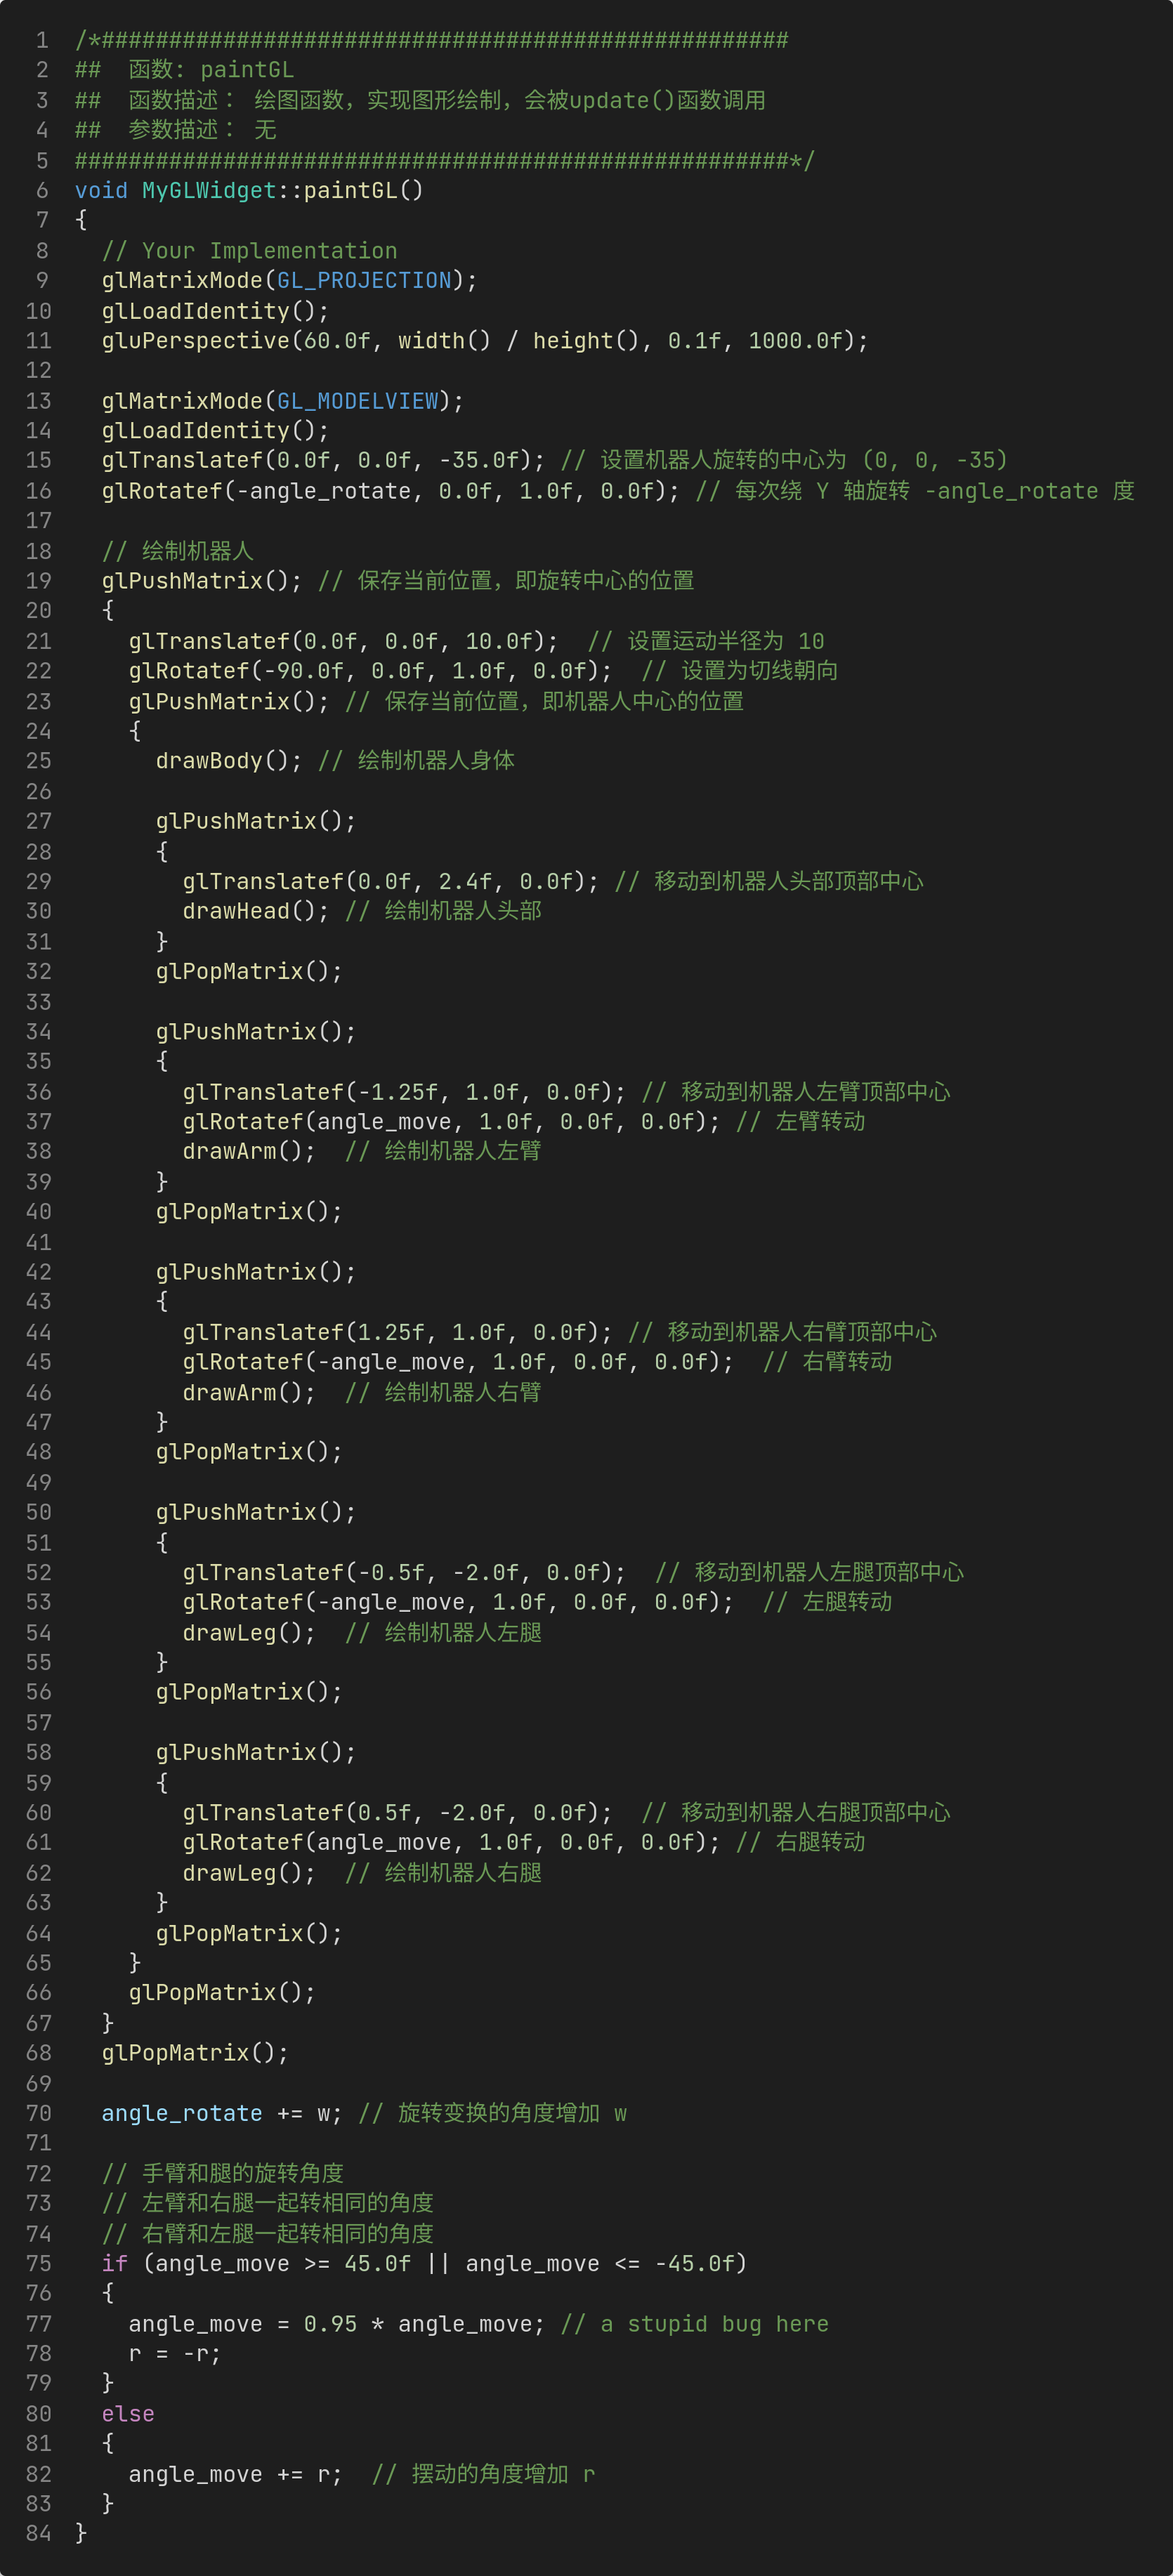 1 /*###################################################
2 ##  函数: paintGL
3 ##  函数描述： 绘图函数，实现图形绘制，会被update()函数调用
4 ##  参数描述： 无
5 #####################################################*/
6 void MyGLWidget::paintGL()
7 {
8   // Your Implementation
9   glMatrixMode(GL_PROJECTION);
10   glLoadIdentity();
11   gluPerspective(60.0f, width() / height(), 0.1f, 1000.0f);
12
13   glMatrixMode(GL_MODELVIEW);
14   glLoadIdentity();
15   glTranslatef(0.0f, 0.0f, -35.0f); // 设置机器人旋转的中心为 (0, 0, -35)
16   glRotatef(-angle_rotate, 0.0f, 1.0f, 0.0f); // 每次绕 Y 轴旋转 -angle_rotate 度
17
18   // 绘制机器人
19   glPushMatrix(); // 保存当前位置，即旋转中心的位置
20   {
21     glTranslatef(0.0f, 0.0f, 10.0f);  // 设置运动半径为 10
22     glRotatef(-90.0f, 0.0f, 1.0f, 0.0f);  // 设置为切线朝向
23     glPushMatrix(); // 保存当前位置，即机器人中心的位置
24     {
25       drawBody(); // 绘制机器人身体
26
27       glPushMatrix();
28       {
29         glTranslatef(0.0f, 2.4f, 0.0f); // 移动到机器人头部顶部中心
30         drawHead(); // 绘制机器人头部
31       }
32       glPopMatrix();
33
34       glPushMatrix();
35       {
36         glTranslatef(-1.25f, 1.0f, 0.0f); // 移动到机器人左臂顶部中心
37         glRotatef(angle_move, 1.0f, 0.0f, 0.0f); // 左臂转动
38         drawArm();  // 绘制机器人左臂
39       }
40       glPopMatrix();
41
42       glPushMatrix();
43       {
44         glTranslatef(1.25f, 1.0f, 0.0f); // 移动到机器人右臂顶部中心
45         glRotatef(-angle_move, 1.0f, 0.0f, 0.0f);  // 右臂转动
46         drawArm();  // 绘制机器人右臂
47       }
48       glPopMatrix();
49
50       glPushMatrix();
51       {
52         glTranslatef(-0.5f, -2.0f, 0.0f);  // 移动到机器人左腿顶部中心
53         glRotatef(-angle_move, 1.0f, 0.0f, 0.0f);  // 左腿转动
54         drawLeg();  // 绘制机器人左腿
55       }
56       glPopMatrix();
57
58       glPushMatrix();
59       {
60         glTranslatef(0.5f, -2.0f, 0.0f);  // 移动到机器人右腿顶部中心
61         glRotatef(angle_move, 1.0f, 0.0f, 0.0f); // 右腿转动
62         drawLeg();  // 绘制机器人右腿
63       }
64       glPopMatrix();
65     }
66     glPopMatrix();
67   }
68   glPopMatrix();
69
70   angle_rotate += w; // 旋转变换的角度增加 w
71
72   // 手臂和腿的旋转角度
73   // 左臂和右腿一起转相同的角度
74   // 右臂和左腿一起转相同的角度
75   if (angle_move >= 45.0f || angle_move <= -45.0f)
76   {
77     angle_move = 0.95 * angle_move; // a stupid bug here
78     r = -r;
79   }
80   else
81   {
82     angle_move += r;  // 摆动的角度增加 r
83   }
84 }